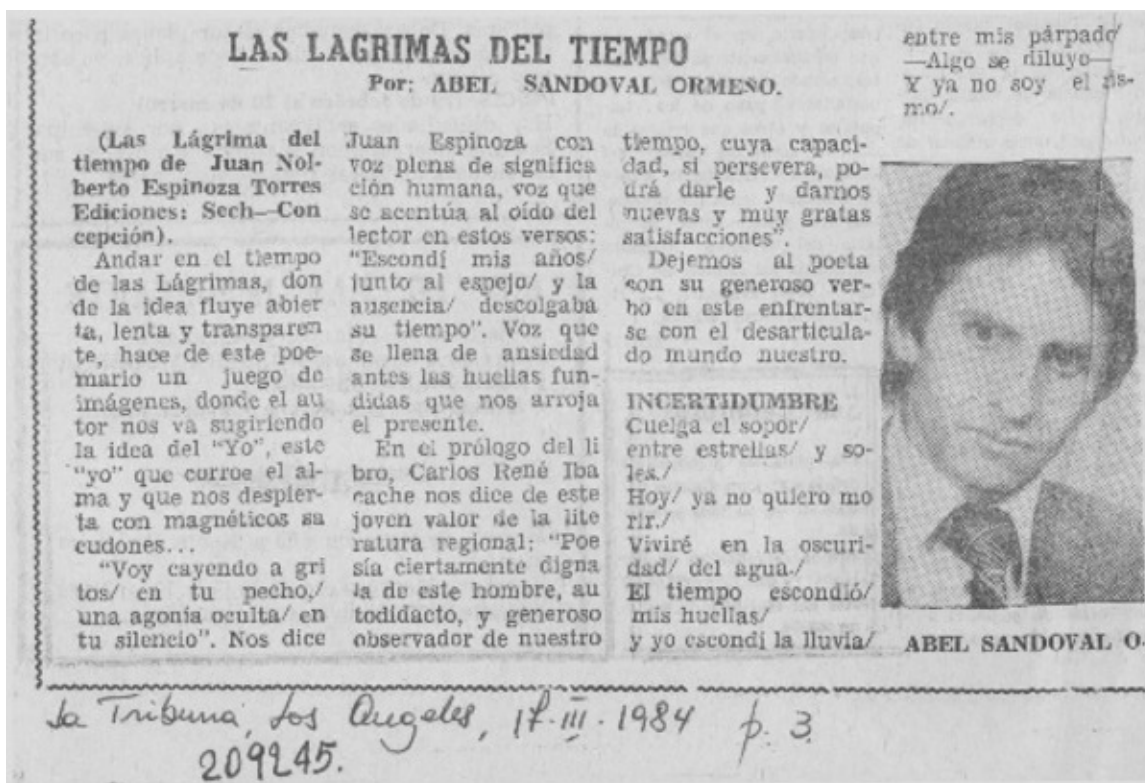 LAS LAGRIMAS DEL TIEMPO
Por: ABEL SANDOVAL ORMEÑO.
(Las Lágrima del
tiempo de Juan Nol-
berto Espinoza Torres
Ediciones: Sech—Con
cepción).
Andar en el tiempo
de las Lágrimas, don
de la idea fluye abier
ta, lenta y transparen
te, hace de este poe-
mario un juego de
imágenes, donde el au
tor nos va sugiriendo
la idea del "Yo", este
"yo" que corroe el al-
ma y que nos despier-
ta con magnéticos sa
cudones...
"Voy cayendo a gri
tos/ en tu pecho,/
una agonía oculta/ en
tu silencio". Nos dice
Juan Espinoza con
voz plena de significa
ción humana, voz que
se acentúa al oído del
lector en estos versos:
"Escondí mis años/
junto al espejo/ y la
ausencia/ descolgaba
su tiempo". Voz que
se llena de ansiedad
antes las huellas fun-
didas que nos arroja
el presente.
En el prólogo del li
bro, Carlos René Iba
cache nos dice de este
joven valor de la lite
ratura regional: "Poe
sía ciertamente digna
la de este hombre, au
todidacto, y generoso
observador de nuestro
tiempo, cuya capaci-
dad, si persevera, po-
drá darle y darnos
nuevas y muy gratas
satisfacciones".
Dejemos al poeta
con su generoso ver-
bo en este enfrentar-
se con el desarticula-
do mundo nuestro.
INCERTIDUMBRE
Cuelga el sopor/
entre estrellas/ y so-
les./
Hoy/ ya no quiero mo
rir./
Viviré en la oscuri-
dad/ del agua./
El tiempo escondió/
mis huellas/
y yo escondí la lluvia/
entre mis párpado
—Algo se diluyo—
Y ya no soy el
mo/.
ABEL SANDOVAL O.
La Tribuna, Los Angeles, 17-III-1984 p. 3
209245.